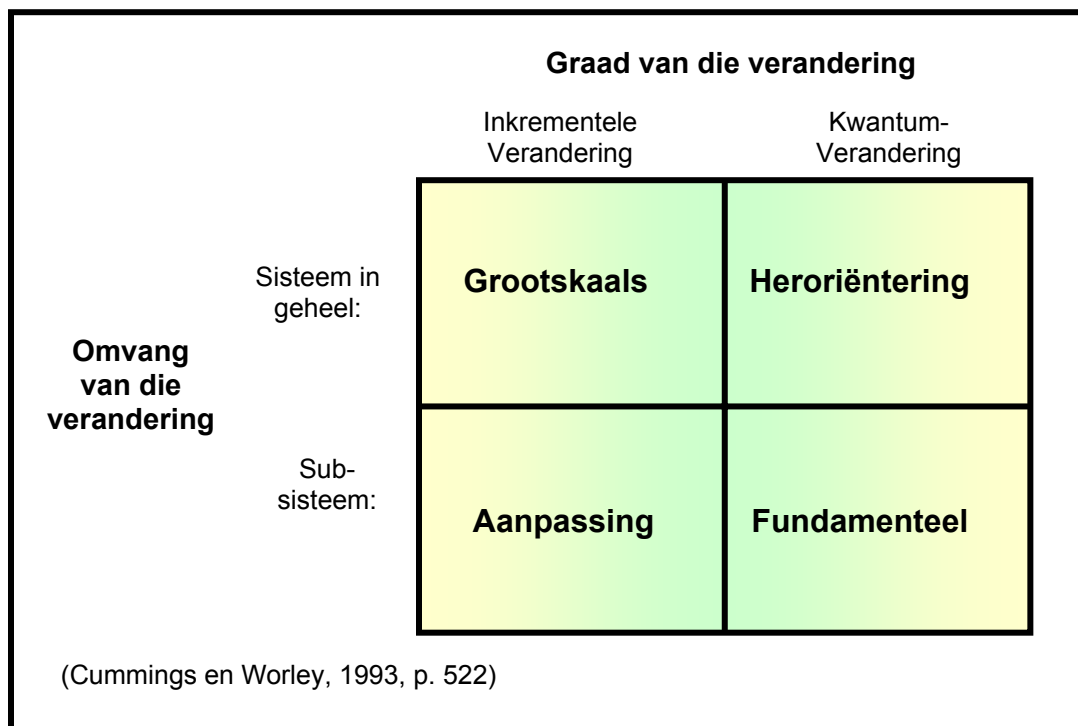 Graad van die verandering
Inkrementele
Verandering
Kwantum-
Verandering
Sisteem in
geheel:
Grootskaals
Heroriëntering
Omvang
van die
verandering
Sub-
sisteem:
Aanpassing
Fundamenteel
(Cummings en Worley, 1993, p. 522)